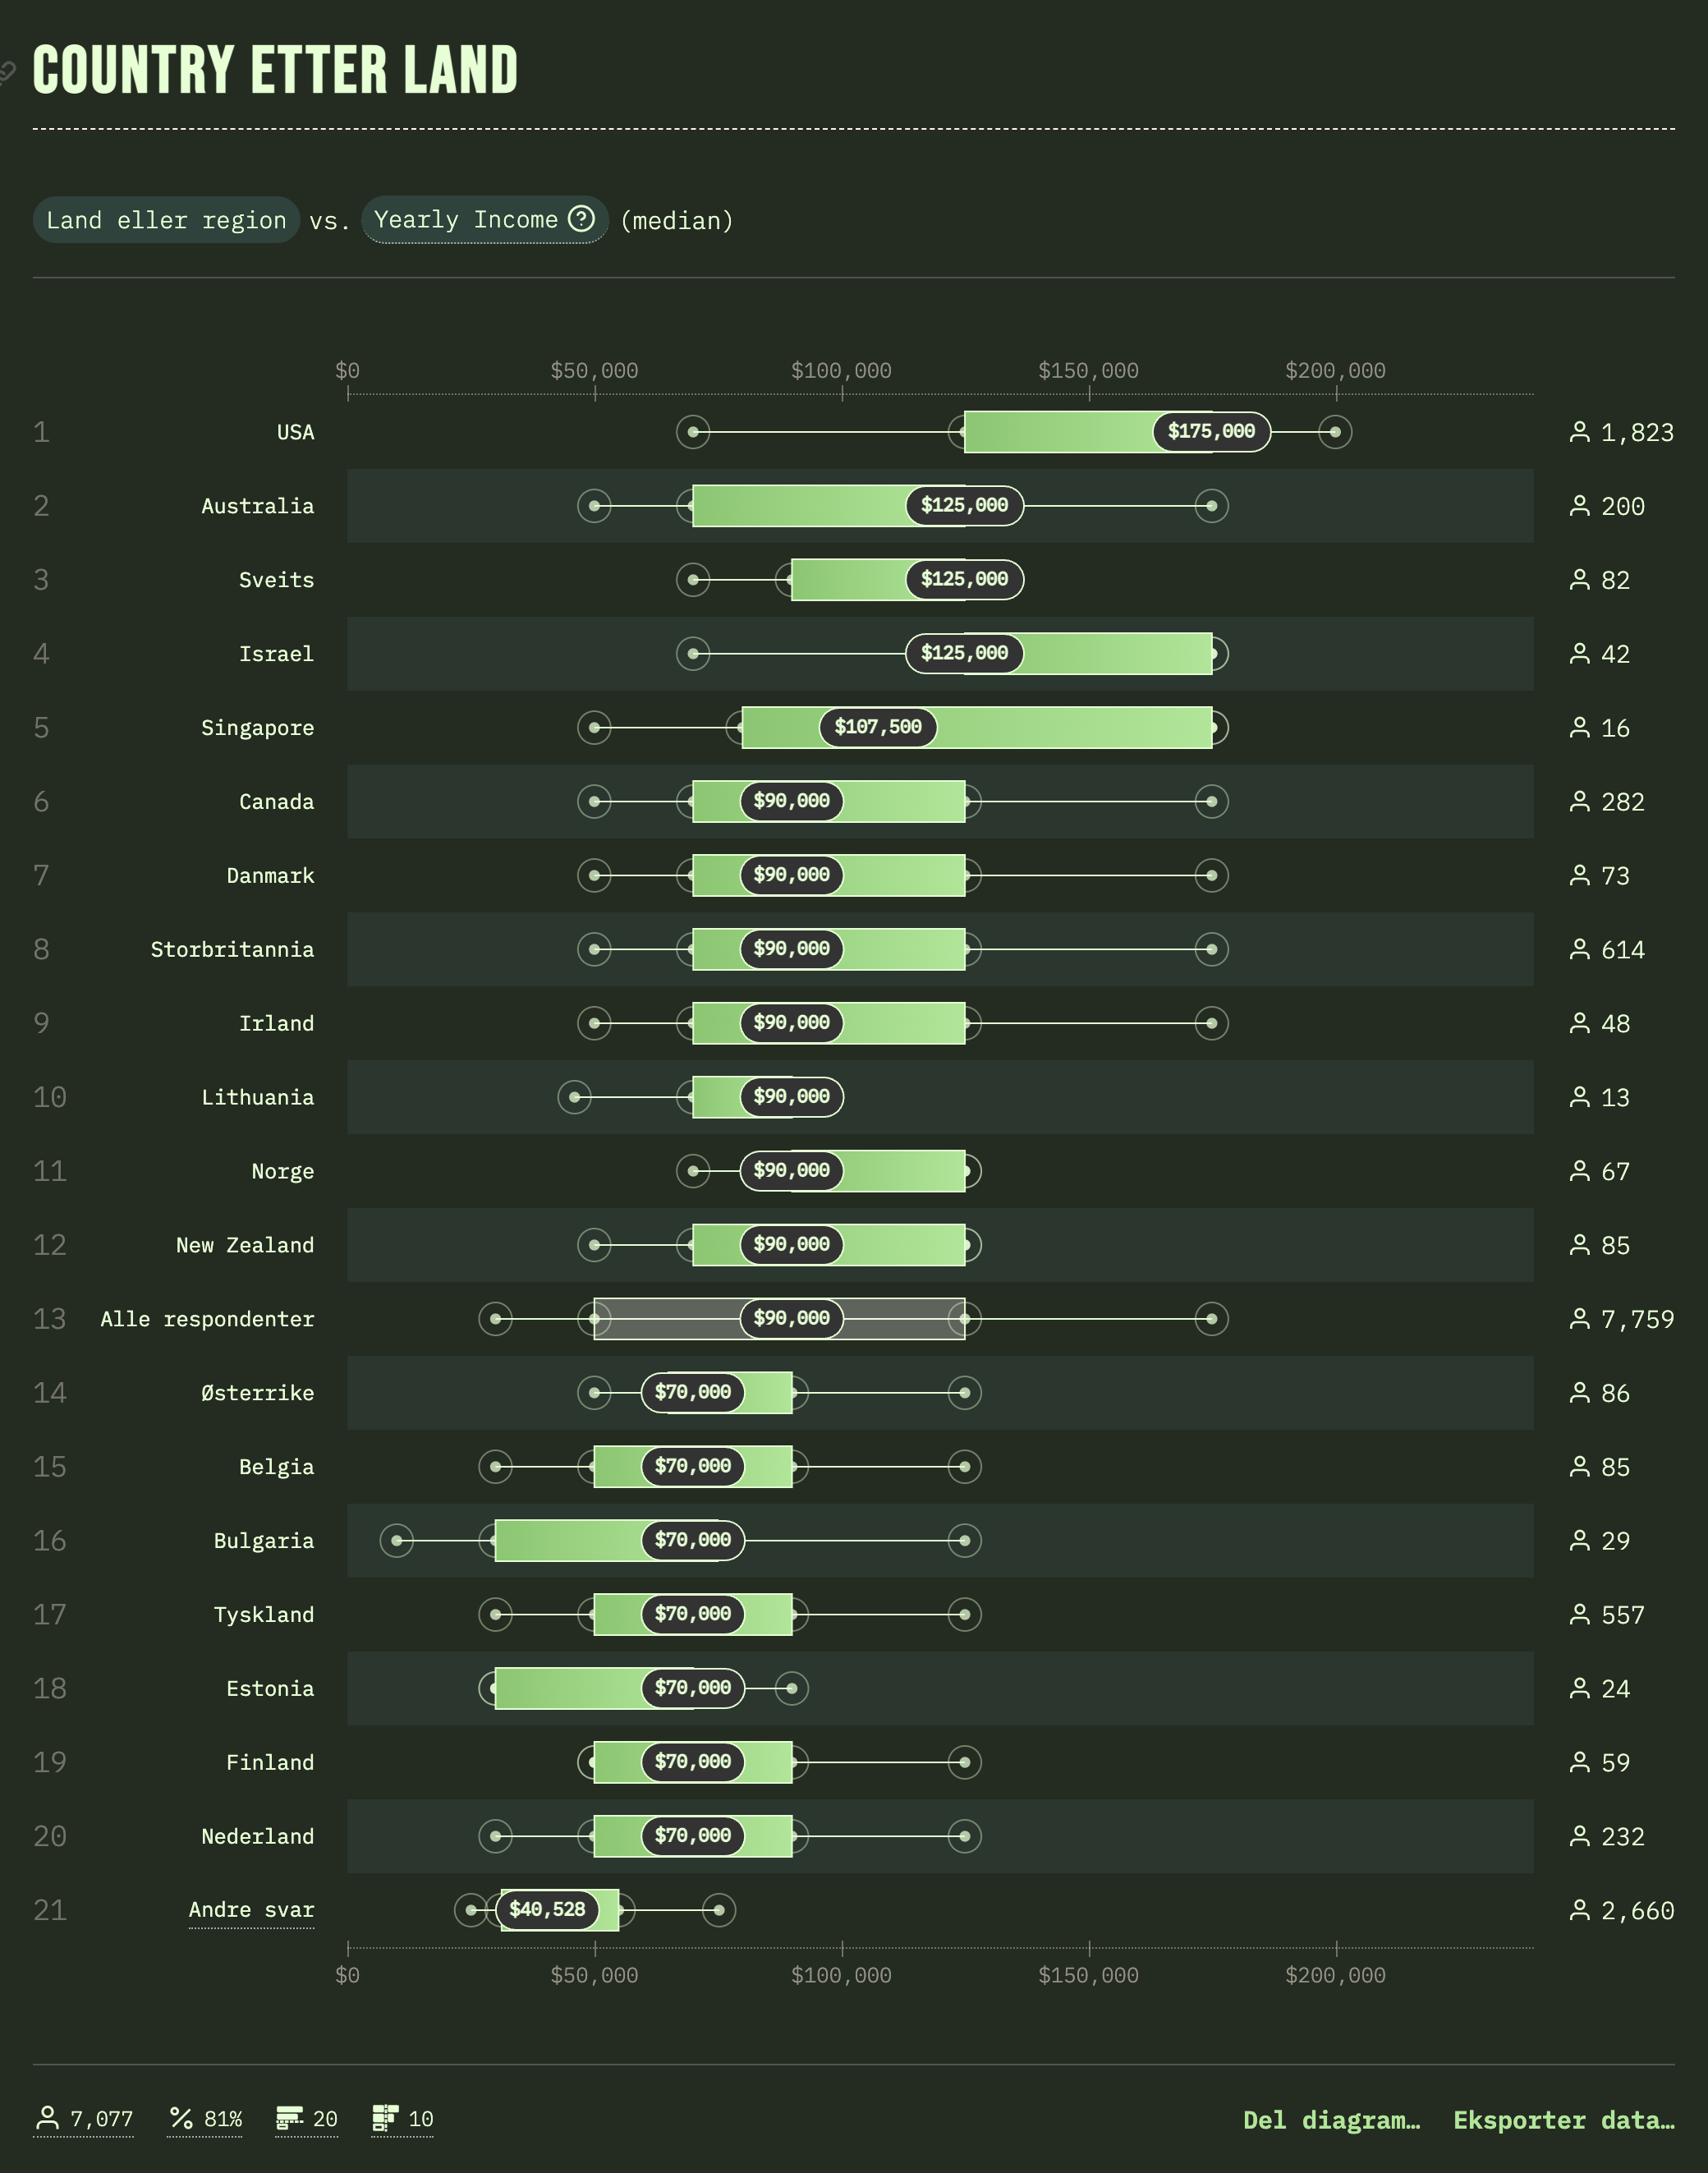 COUNTRY ETTER LAND
Land eller region vs. Yearly Income ? (median)
$0 $50,000 $100,000 $150,000 $200,000
1 USA $175,000 1,823
2 Australia $125,000 200
3 Sveits $125,000 82
4 Israel $125,000 42
5 Singapore $107,500 16
6 Canada $90,000 282
7 Danmark $90,000 73
8 Storbritannia $90,000 614
9 Irland $90,000 48
10 Lithuania $90,000 13
11 Norge $90,000 67
12 New Zealand $90,000 85
13 Alle respondenter $90,000 7,759
14 Østerrike $70,000 86
15 Belgia $70,000 85
16 Bulgaria $70,000 29
17 Tyskland $70,000 557
18 Estonia $70,000 24
19 Finland $70,000 59
20 Nederland $70,000 232
21 Andre svar $40,528 2,660
$0 $50,000 $100,000 $150,000 $200,000
7,077 % 81% 20 10 Del diagram… Eksporter data…